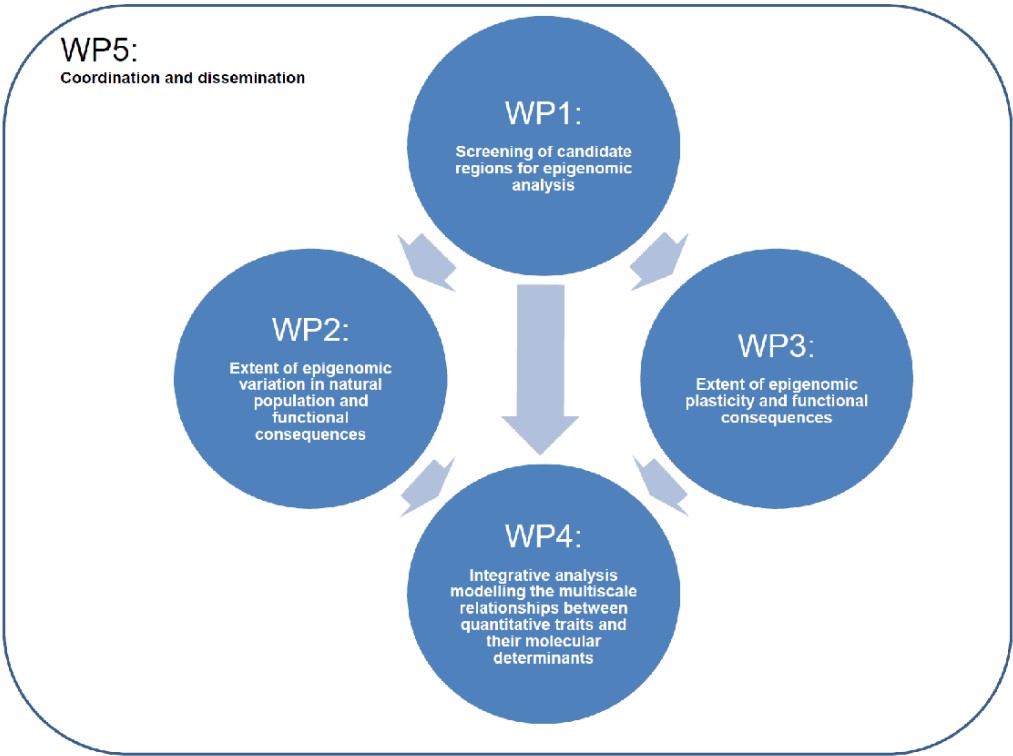 WP5:
Coordination and dissemination
WP1:
Screening of candidate
regions for epigenomic
analysis
WP2:
Extent of epigenomic
variation in natural
population and
functional
consequences
WP3:
Extent of epigenomic
plasticity and functional
consequences
WP4:
Integrative analysis
modelling the multiscale
relationships between
quantitative traits and
their molecular
determinants